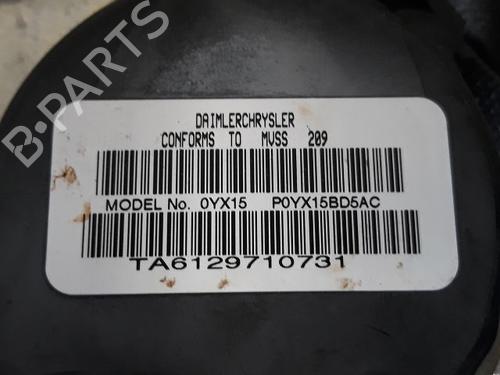 DAIMLERCHRYSLER
CONFORMS TO MVSS 209
MODEL No. 0YX15 P0YX15BD5AC
TA6129710731
B-PARTS